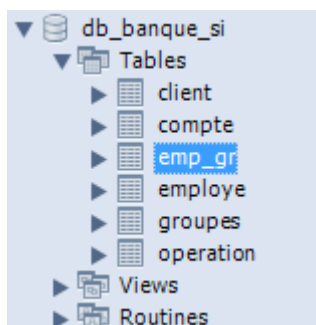 db_banque_si
Tables
client
compte
emp_gr
employe
groupes
operation
Views
Routines